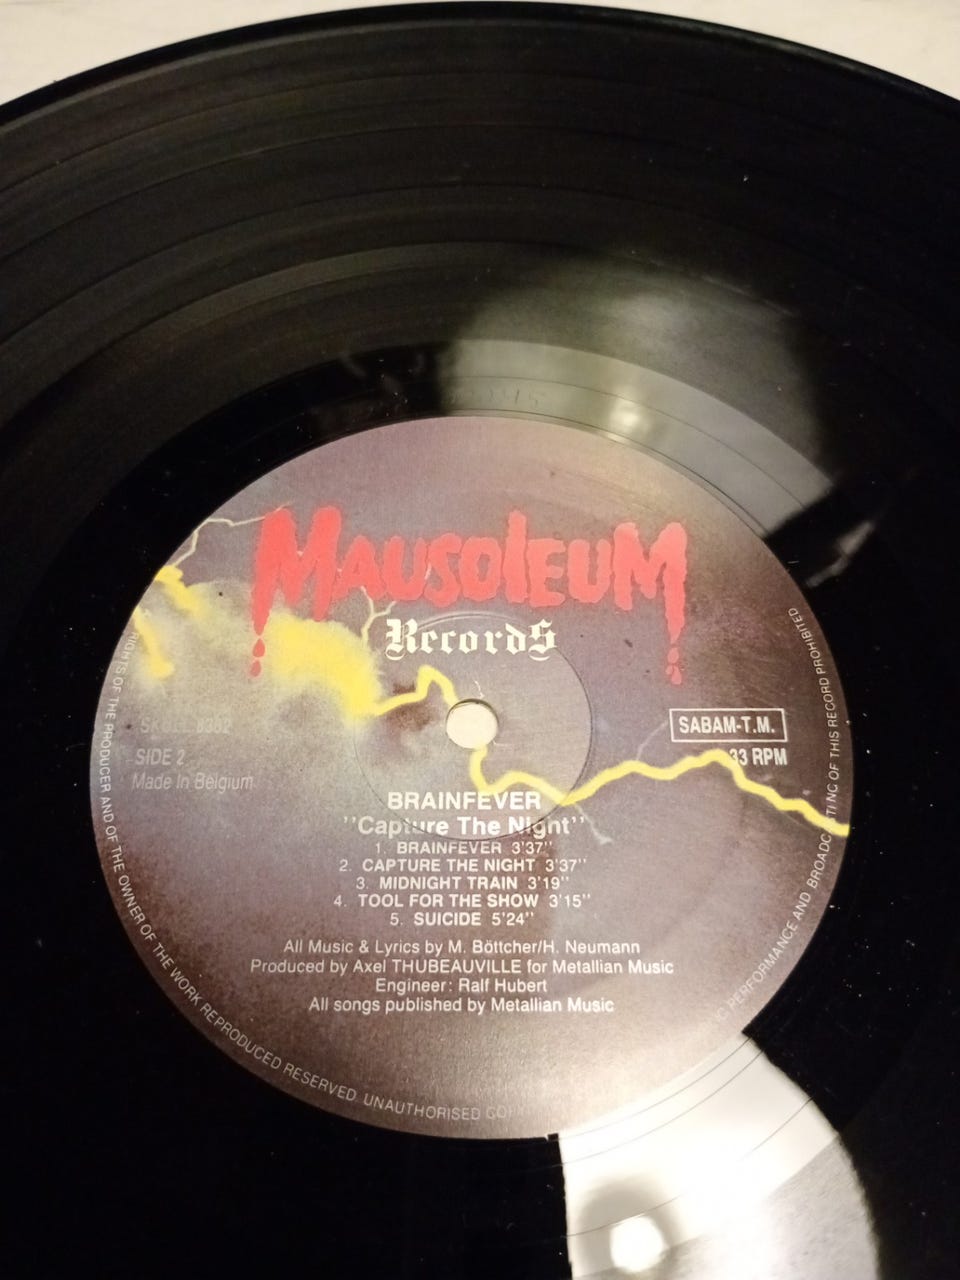 MAUSOLEUM
Records
SABAM-T.M.
33 RPM
SIDE 2
Made In Belgium
BRAINFEVER
"Capture The Night"
1. BRAINFEVER 3'37"
2. CAPTURE THE NIGHT 3'37"
3. MIDNIGHT TRAIN 3'19"
4. TOOL FOR THE SHOW 3'15"
5. SUICIDE 5'24"
All Music & Lyrics by M. Böttcher/H. Neumann
Produced by Axel THUBEAUVILLE for Metallian Music
Engineer: Ralf Hubert
All songs published by Metallian Music
RIGHTS OF THE PRODUCER AND OF THE OWNER OF THE WORK REPRODUCED RESERVED. UNAUTHORISED PERFORMANCE AND OF THIS RECORD PROHIBITED